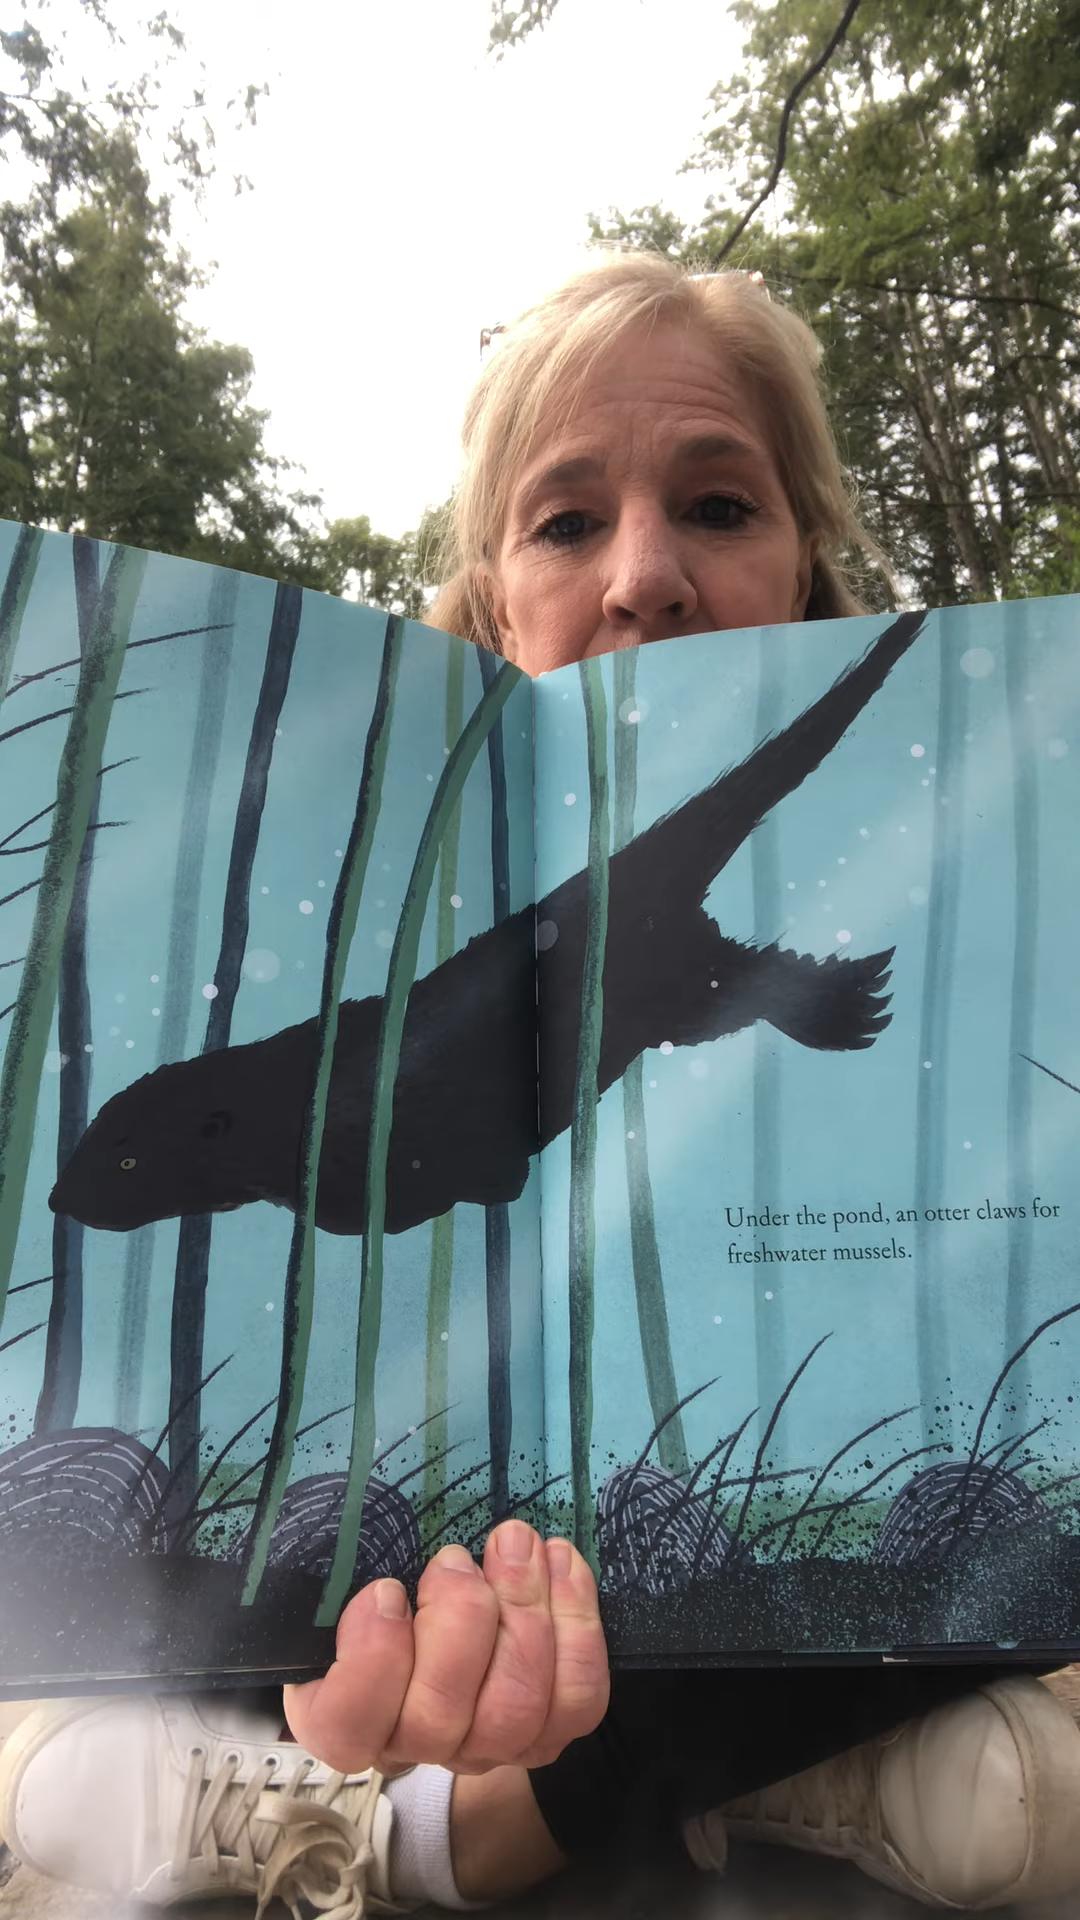 Under the pond, an otter claws for
freshwater mussels.